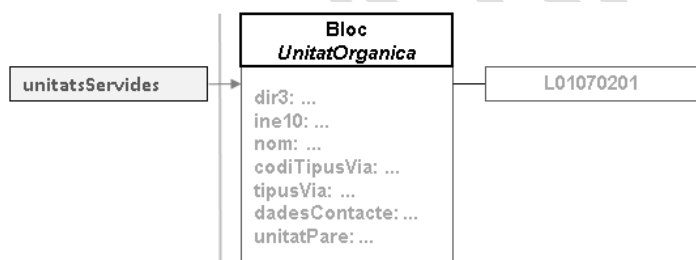 Bloc
UnitatOrganica
unitatsServides
L01070201
dir3: ...
ine10: ...
nom: ...
codiTipusVia: ...
tipusVia: ...
dadesContacte: ...
unitatPare: ...